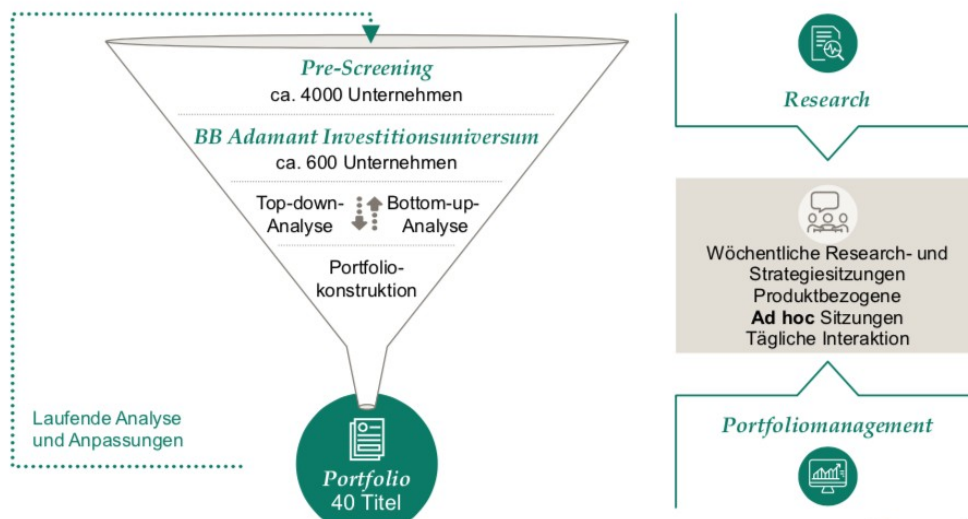 Pre-Screening
ca. 4000 Unternehmen
BB Adamant Investitionsuniversum
ca. 600 Unternehmen
Top-down-
Analyse
Bottom-up-
Analyse
Portfolio-
konstruktion
Laufende Analyse
und Anpassungen
Portfolio
40 Titel
Research
Wöchentliche Research- und
Strategiesitzungen
Produktbezogene
Ad hoc Sitzungen
Tägliche Interaktion
Portfoliomanagement